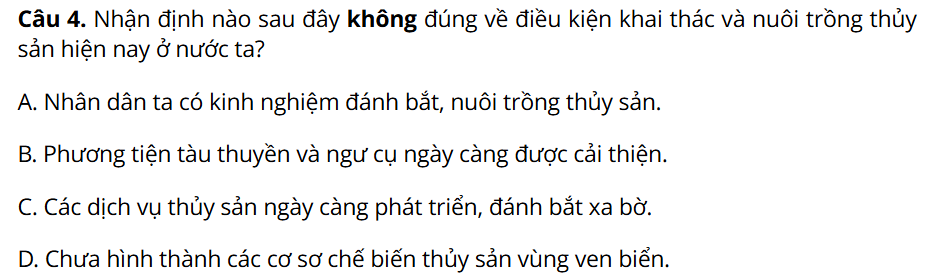 Câu 4. Nhận định nào sau đây không đúng về điều kiện khai thác và nuôi trồng thủy
sản hiện nay ở nước ta?
A. Nhân dân ta có kinh nghiệm đánh bắt, nuôi trồng thủy sản.
B. Phương tiện tàu thuyền và ngư cụ ngày càng được cải thiện.
C. Các dịch vụ thủy sản ngày càng phát triển, đánh bắt xa bờ.
D. Chưa hình thành các cơ sơ chế biến thủy sản vùng ven biển.